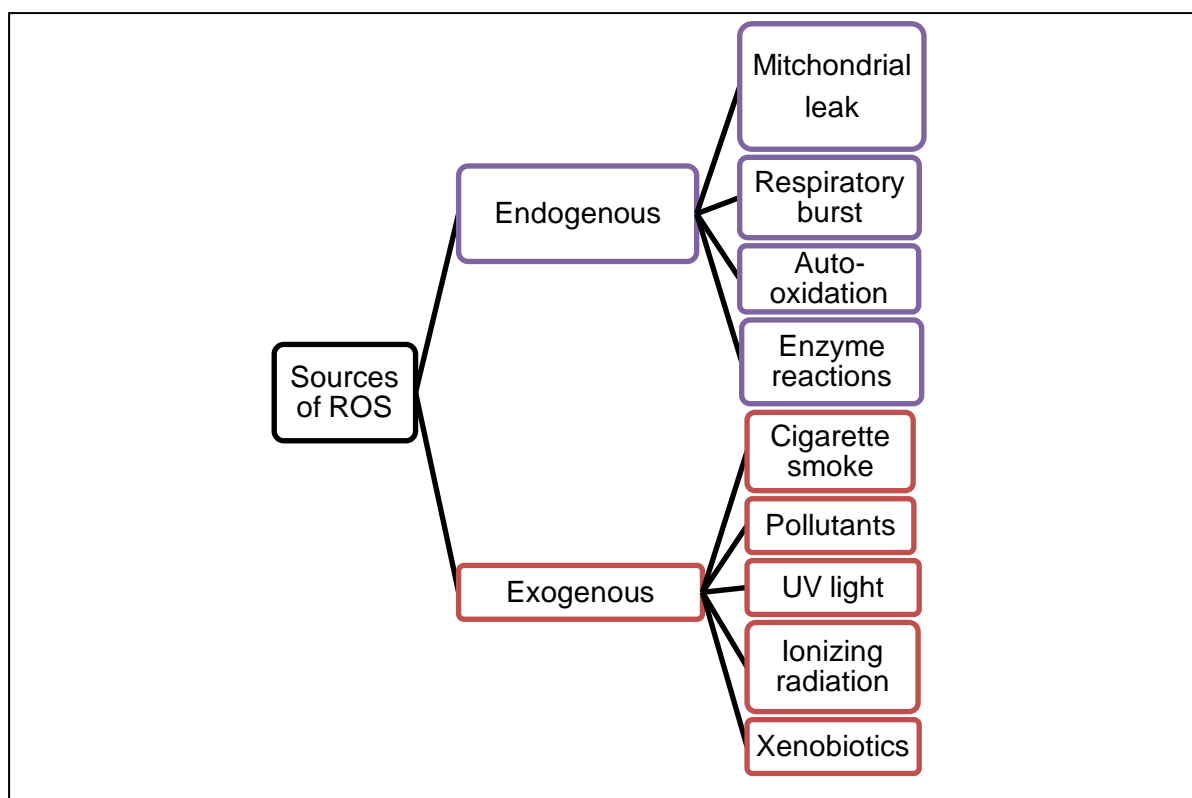 Sources
of ROS
Endogenous
Mitchondrial
leak
Respiratory
burst
Auto-
oxidation
Enzyme
reactions
Exogenous
Cigarette
smoke
Pollutants
UV light
Ionizing
radiation
Xenobiotics